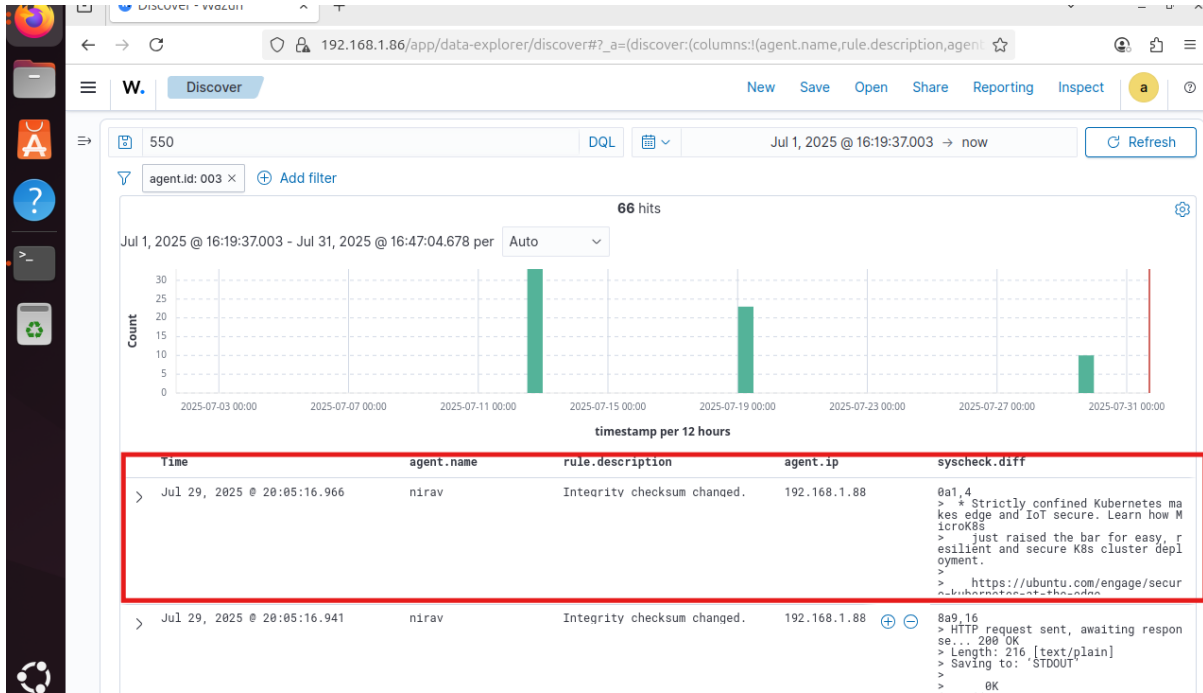 Discover - Wazuh
192.168.1.86/app/data-explorer/discover#?_a=(discover:(columns:!(agent.name,rule.description,agent
W. Discover New Save Open Share Reporting Inspect a
550 DQL Jul 1, 2025 @ 16:19:37.003 → now Refresh
agent.id: 003 × Add filter
66 hits
Jul 1, 2025 @ 16:19:37.003 - Jul 31, 2025 @ 16:47:04.678 per Auto
30
25
20
15
10
5
0
Count
2025-07-03 00:00 2025-07-07 00:00 2025-07-11 00:00 2025-07-15 00:00 2025-07-19 00:00 2025-07-23 00:00 2025-07-27 00:00 2025-07-31 00:00
timestamp per 12 hours
Time agent.name rule.description agent.ip syscheck.diff
Jul 29, 2025 @ 20:05:16.966 nirav Integrity checksum changed. 192.168.1.88 0a1,4
> * Strictly confined Kubernetes ma
kes edge and IoT secure. Learn how M
icroK8s
> just raised the bar for easy, r
esilient and secure K8s cluster depl
oyment.
>
> https://ubuntu.com/engage/secur
e-kubernetes-at-the-edge
Jul 29, 2025 @ 20:05:16.941 nirav Integrity checksum changed. 192.168.1.88 8a9,16
> HTTP request sent, awaiting respon
se... 200 OK
> Length: 216 [text/plain]
> Saving to: 'STDOUT'
>
> 0K